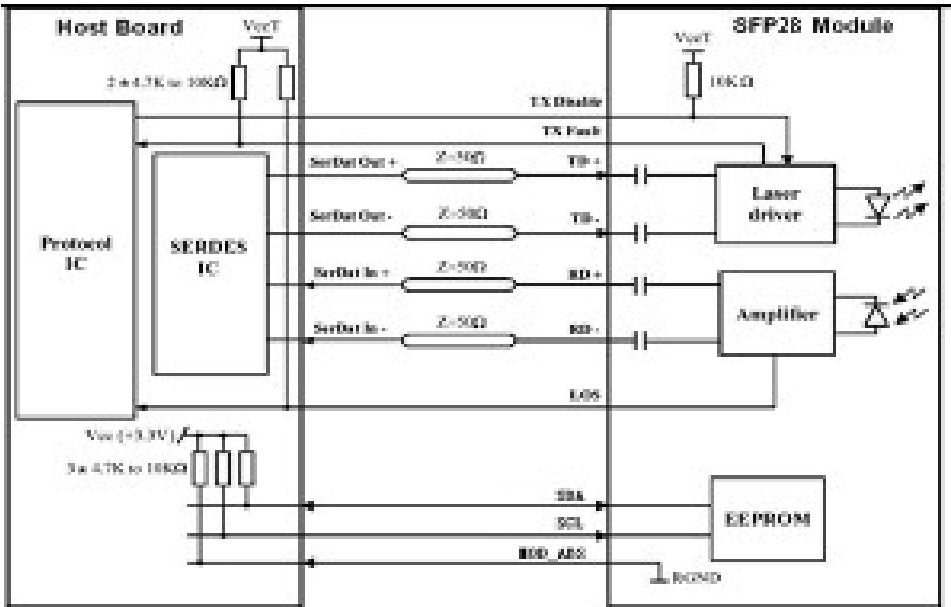 Host Board
SFP28 Module
VccT
VccT
2 x 4.7K to 10KΩ
10KΩ
TX Disable
TX Fault
SerDat Out +
Z=50Ω
TD +
SerDat Out -
Z=50Ω
TD-
SerDat In +
Z=50Ω
RD +
SerDat In -
Z=50Ω
RD -
Protocol
IC
SERDES
IC
Laser
driver
Amplifier
LOS
Vcc (+3.3V)
3 x 4.7K to 10KΩ
SDA
SCL
MOD_ABS
EEPROM
RGND